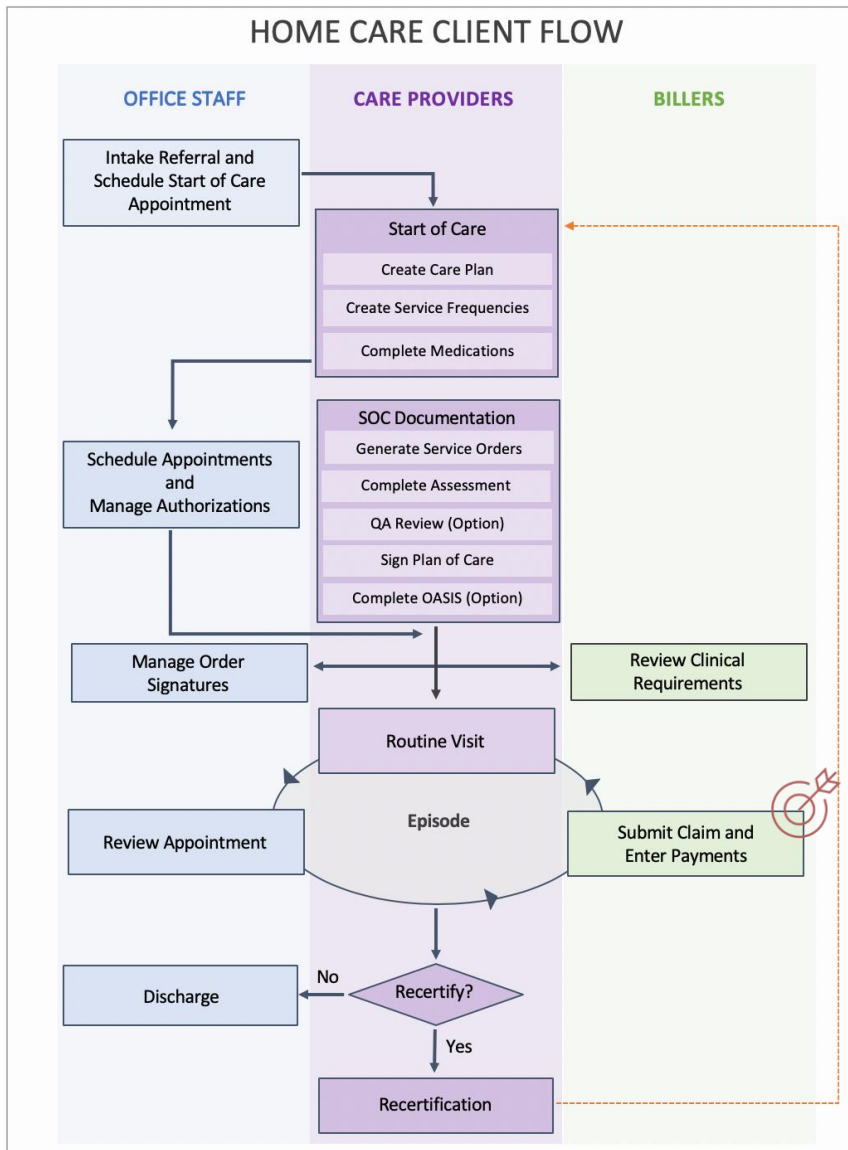 HOME CARE CLIENT FLOW
OFFICE STAFF
CARE PROVIDERS
BILLERS
Intake Referral and
Schedule Start of Care
Appointment
Start of Care
Create Care Plan
Create Service Frequencies
Complete Medications
Schedule Appointments
and
Manage Authorizations
SOC Documentation
Generate Service Orders
Complete Assessment
QA Review (Option)
Sign Plan of Care
Complete OASIS (Option)
Manage Order
Signatures
Review Clinical
Requirements
Routine Visit
Episode
Review Appointment
Submit Claim and
Enter Payments
Recertify?
No
Discharge
Yes
Recertification